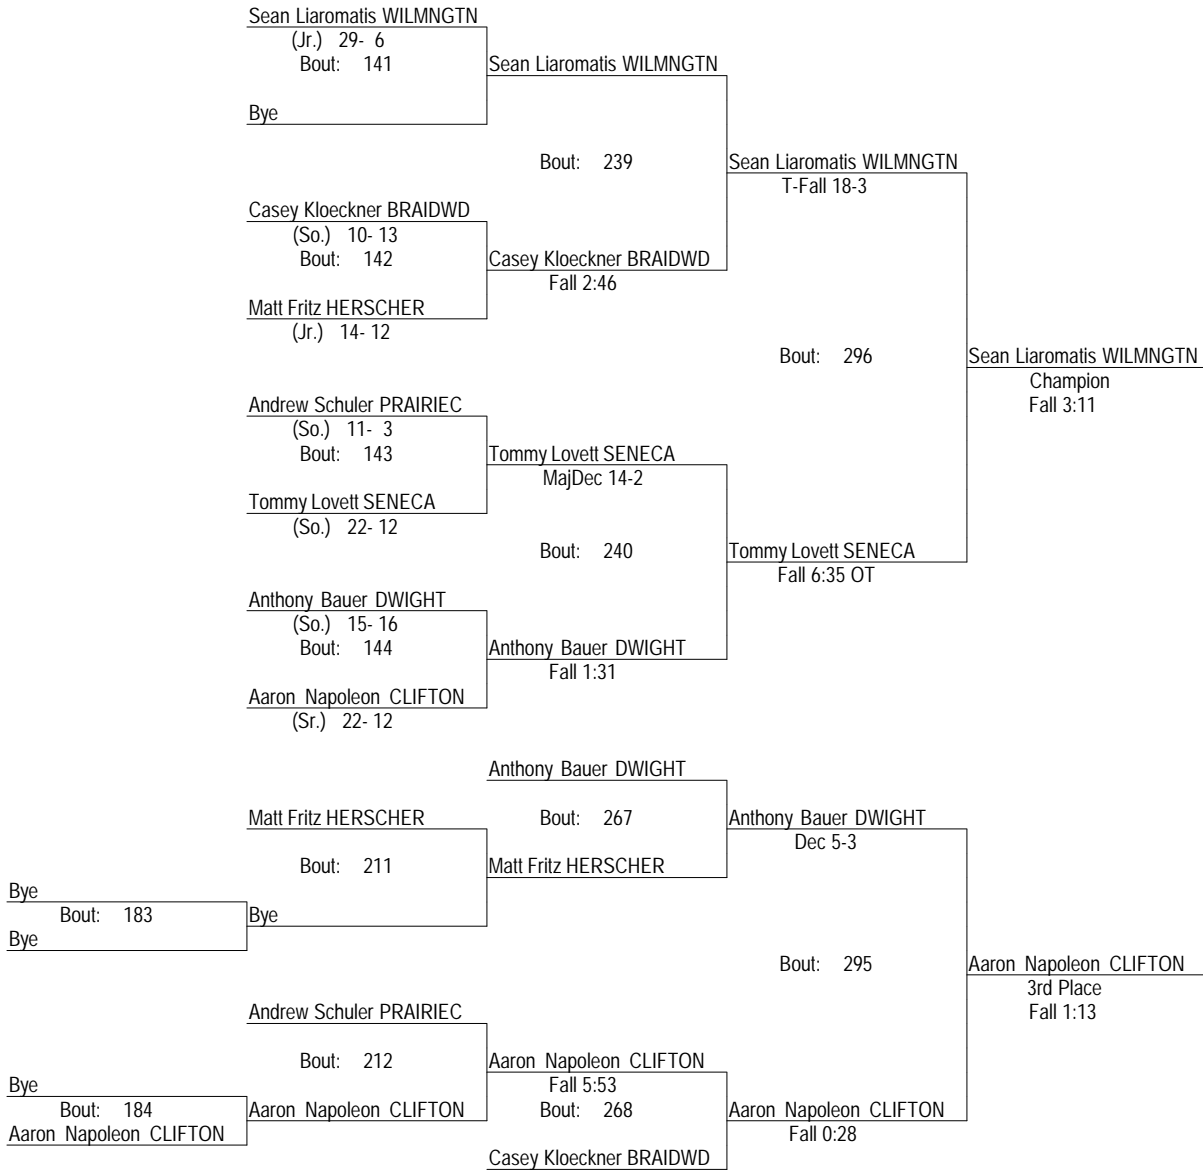 Sean Liaromatis WILMNGTN
(Jr.) 29- 6
Bout: 141
Sean Liaromatis WILMNGTN
Bye
Bout: 239
Sean Liaromatis WILMNGTN
T-Fall 18-3
Casey Kloeckner BRAIDWD
(So.) 10- 13
Bout: 142
Casey Kloeckner BRAIDWD
Fall 2:46
Matt Fritz HERSCHER
(Jr.) 14- 12
Bout: 296
Sean Liaromatis WILMNGTN
Champion
Fall 3:11
Andrew Schuler PRAIRIEC
(So.) 11- 3
Bout: 143
Tommy Lovett SENECA
MajDec 14-2
Tommy Lovett SENECA
(So.) 22- 12
Bout: 240
Tommy Lovett SENECA
Fall 6:35 OT
Anthony Bauer DWIGHT
(So.) 15- 16
Bout: 144
Anthony Bauer DWIGHT
Fall 1:31
Aaron Napoleon CLIFTON
(Sr.) 22- 12
Anthony Bauer DWIGHT
Matt Fritz HERSCHER
Bout: 267
Anthony Bauer DWIGHT
Dec 5-3
Bout: 211
Matt Fritz HERSCHER
Bye
Bout: 183
Bye
Bye
Bout: 295
Aaron Napoleon CLIFTON
3rd Place
Fall 1:13
Andrew Schuler PRAIRIEC
Bout: 212
Aaron Napoleon CLIFTON
Fall 5:53
Bye
Bout: 184
Aaron Napoleon CLIFTON
Bout: 268
Aaron Napoleon CLIFTON
Fall 0:28
Aaron Napoleon CLIFTON
Casey Kloeckner BRAIDWD